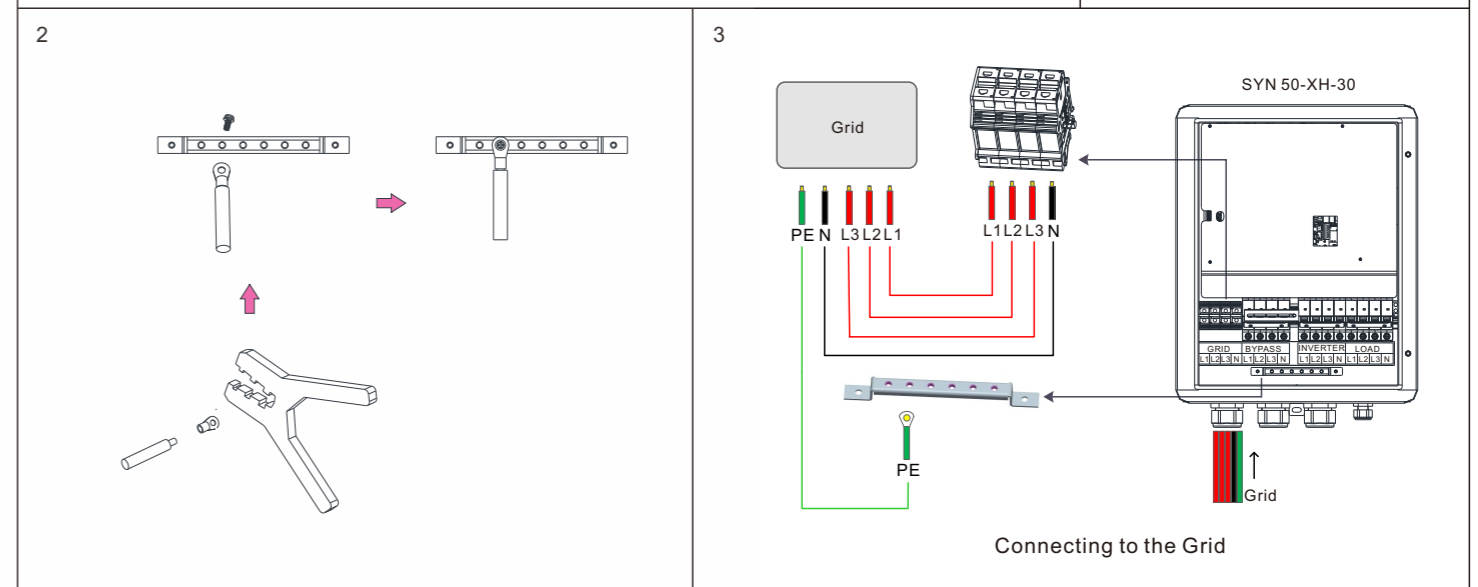 2
3
SYN 50-XH-30
Grid
PE N L3 L2 L1
L1 L2 L3 N
GRID BYPASS INVERTER LOAD
L1 L2 L3 N L1 L2 L3 N L1 L2 L3 N L1 L2 L3 N
PE
Grid
Connecting to the Grid